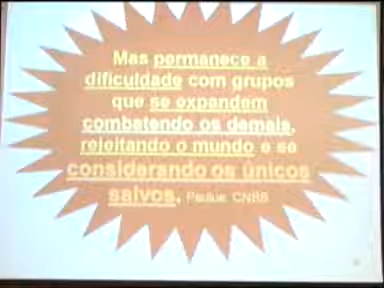 Mas permanece a
dificuldade com grupos
que se expandem
combatendo os demais,
rejeitando o mundo e se
considerando os únicos
salvos. Paulus: CNBB